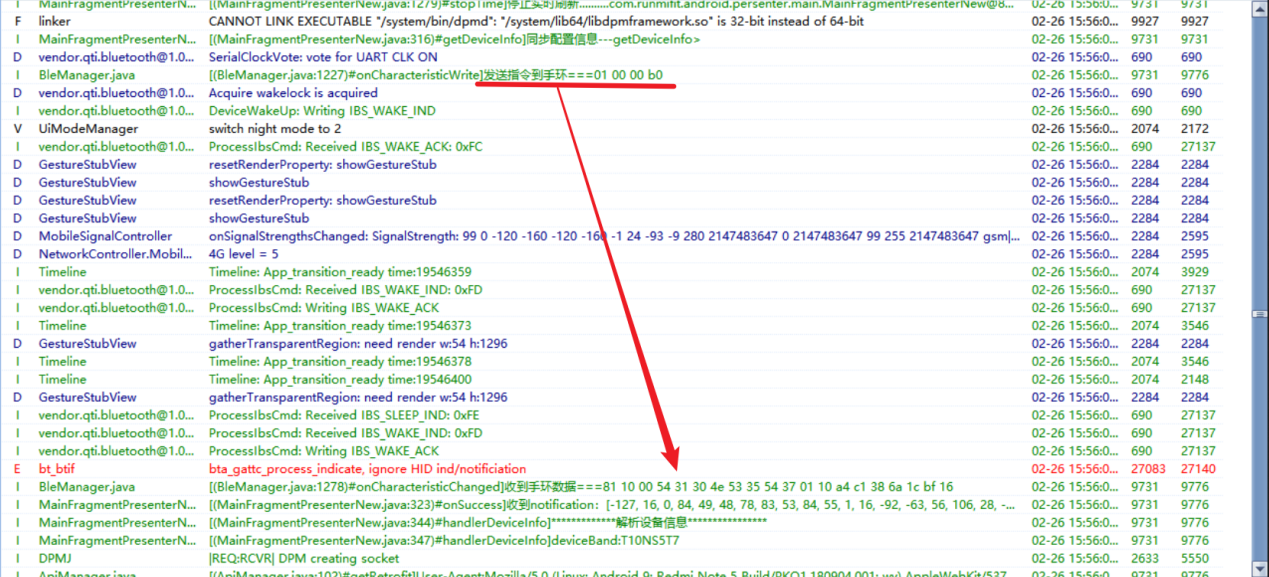 I MainFragmentPresenterN... [(MainFragmentPresenterNew.java:1279)#stopTime]停止实时刷新..........com.runmifit.android.persenter.main.MainFragmentPresenterNew@8... 02-26 15:56:0... 9731 9731
F linker CANNOT LINK EXECUTABLE "/system/bin/dpmd": "/system/lib64/libdpmframework.so" is 32-bit instead of 64-bit 02-26 15:56:0... 9927 9927
I MainFragmentPresenterN... [(MainFragmentPresenterNew.java:316)#getDeviceInfo]同步配置信息---getDeviceInfo> 02-26 15:56:0... 9731 9731
D vendor.qti.bluetooth@1.0... SerialClockVote: vote for UART CLK ON 02-26 15:56:0... 690 690
I BleManager.java [(BleManager.java:1227)#onCharacteristicWrite]发送指令到手环===01 00 00 b0 02-26 15:56:0... 9731 9776
D vendor.qti.bluetooth@1.0... Acquire wakelock is acquired 02-26 15:56:0... 690 690
I vendor.qti.bluetooth@1.0... DeviceWakeUp: Writing IBS_WAKE_IND 02-26 15:56:0... 690 690
V UiModeManager switch night mode to 2 02-26 15:56:0... 2074 2172
I vendor.qti.bluetooth@1.0... ProcessIbsCmd: Received IBS_WAKE_ACK: 0xFC 02-26 15:56:0... 690 27137
D GestureStubView resetRenderProperty: showGestureStub 02-26 15:56:0... 2284 2284
D GestureStubView showGestureStub 02-26 15:56:0... 2284 2284
D GestureStubView resetRenderProperty: showGestureStub 02-26 15:56:0... 2284 2284
D GestureStubView showGestureStub 02-26 15:56:0... 2284 2284
D MobileSignalController onSignalStrengthsChanged: SignalStrength: 99 0 -120 -160 -120 -160 -1 24 -93 -9 280 2147483647 0 2147483647 99 255 2147483647 gsm|... 02-26 15:56:0... 2284 2595
D NetworkController.Mobil... 4G level = 5 02-26 15:56:0... 2284 2595
I Timeline Timeline: App_transition_ready time:19546359 02-26 15:56:0... 2074 3929
I vendor.qti.bluetooth@1.0... ProcessIbsCmd: Received IBS_WAKE_IND: 0xFD 02-26 15:56:0... 690 27137
I vendor.qti.bluetooth@1.0... ProcessIbsCmd: Writing IBS_WAKE_ACK 02-26 15:56:0... 690 27137
I Timeline Timeline: App_transition_ready time:19546373 02-26 15:56:0... 2074 3546
D GestureStubView gatherTransparentRegion: need render w:54 h:1296 02-26 15:56:0... 2284 2284
I Timeline Timeline: App_transition_ready time:19546378 02-26 15:56:0... 2074 3546
I Timeline Timeline: App_transition_ready time:19546400 02-26 15:56:0... 2074 2148
D GestureStubView gatherTransparentRegion: need render w:54 h:1296 02-26 15:56:0... 2284 2284
I vendor.qti.bluetooth@1.0... ProcessIbsCmd: Received IBS_SLEEP_IND: 0xFE 02-26 15:56:0... 690 27137
I vendor.qti.bluetooth@1.0... ProcessIbsCmd: Received IBS_WAKE_IND: 0xFD 02-26 15:56:0... 690 27137
I vendor.qti.bluetooth@1.0... ProcessIbsCmd: Writing IBS_WAKE_ACK 02-26 15:56:0... 690 27137
E bt_btif bta_gattc_process_indicate, ignore HID ind/notificiation 02-26 15:56:0... 27083 27140
I BleManager.java [(BleManager.java:1278)#onCharacteristicChanged]收到手环数据===81 10 00 54 31 30 4e 53 35 54 37 01 10 a4 c1 38 6a 1c bf 16 02-26 15:56:0... 9731 9776
I MainFragmentPresenterN... [(MainFragmentPresenterNew.java:323)#onSuccess]收到notification：[-127, 16, 0, 84, 49, 48, 78, 83, 53, 84, 55, 1, 16, -92, -63, 56, 106, 28, -... 02-26 15:56:0... 9731 9776
I MainFragmentPresenterN... [(MainFragmentPresenterNew.java:344)#handlerDeviceInfo]*************解析设备信息**************** 02-26 15:56:0... 9731 9776
I MainFragmentPresenterN... [(MainFragmentPresenterNew.java:347)#handlerDeviceInfo]deviceBand:T10NS5T7 02-26 15:56:0... 9731 9776
I DPMJ |REQ:RCVR| DPM creating socket 02-26 15:56:0... 2633 5550
I ApiManager.java [(ApiManager.java:102)#getRetrofit]User-Agent:Mozilla/5.0 (Linux; Android 9; Redmi Note 5 Build/PKQ1.180904.001; wv) AppleWebKit/537... 02-26 15:56:0... 9731 9776